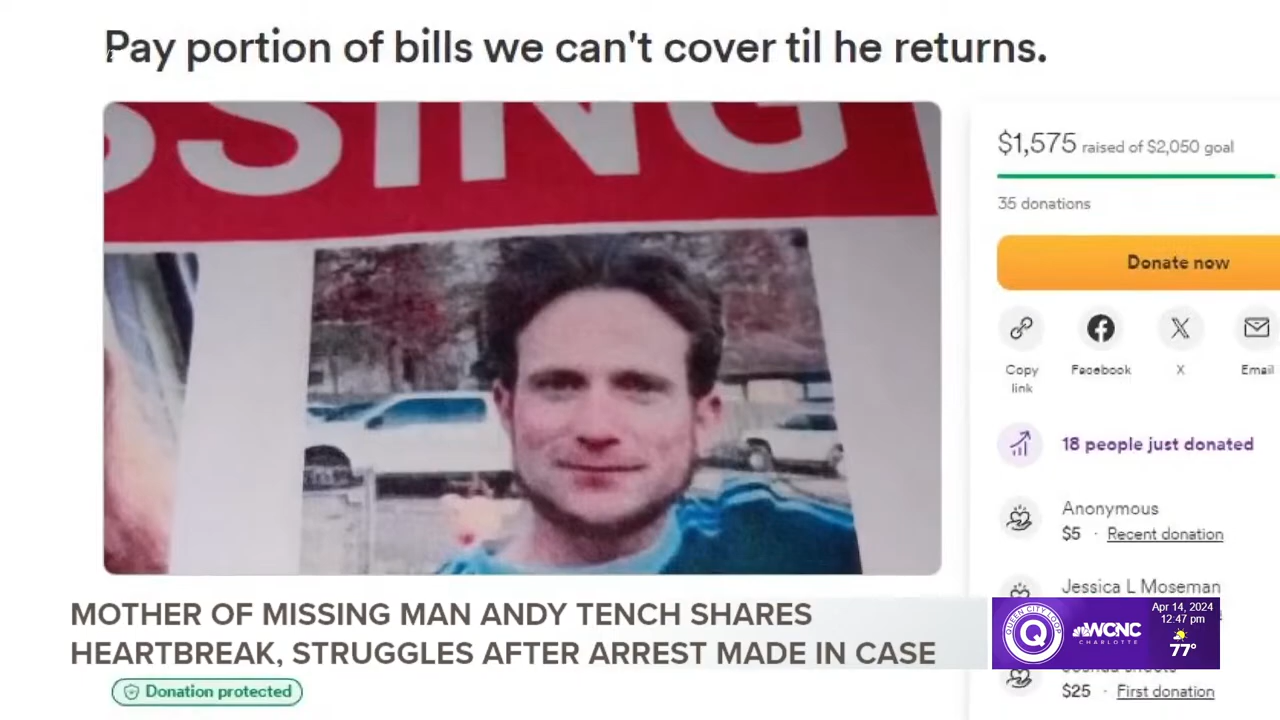 Pay portion of bills we can't cover til he returns.
SSING
$1,575 raised of $2,050 goal
35 donations
Donate now
Copy link
Facebook
X
Email
18 people just donated
Anonymous
$5 · Recent donation
Jessica L Moseman
MOTHER OF MISSING MAN ANDY TENCH SHARES
HEARTBREAK, STRUGGLES AFTER ARREST MADE IN CASE
QUEEN CITY LOOP
Q
WCNC
CHARLOTTE
Apr 14, 2024
12:47 pm
77°
$25 · First donation
Donation protected